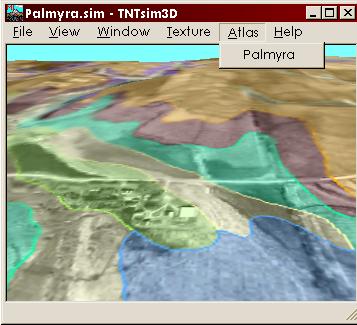 Palmyra.sim - TNTsim3D
File View Window Texture Atlas Help
Palmyra